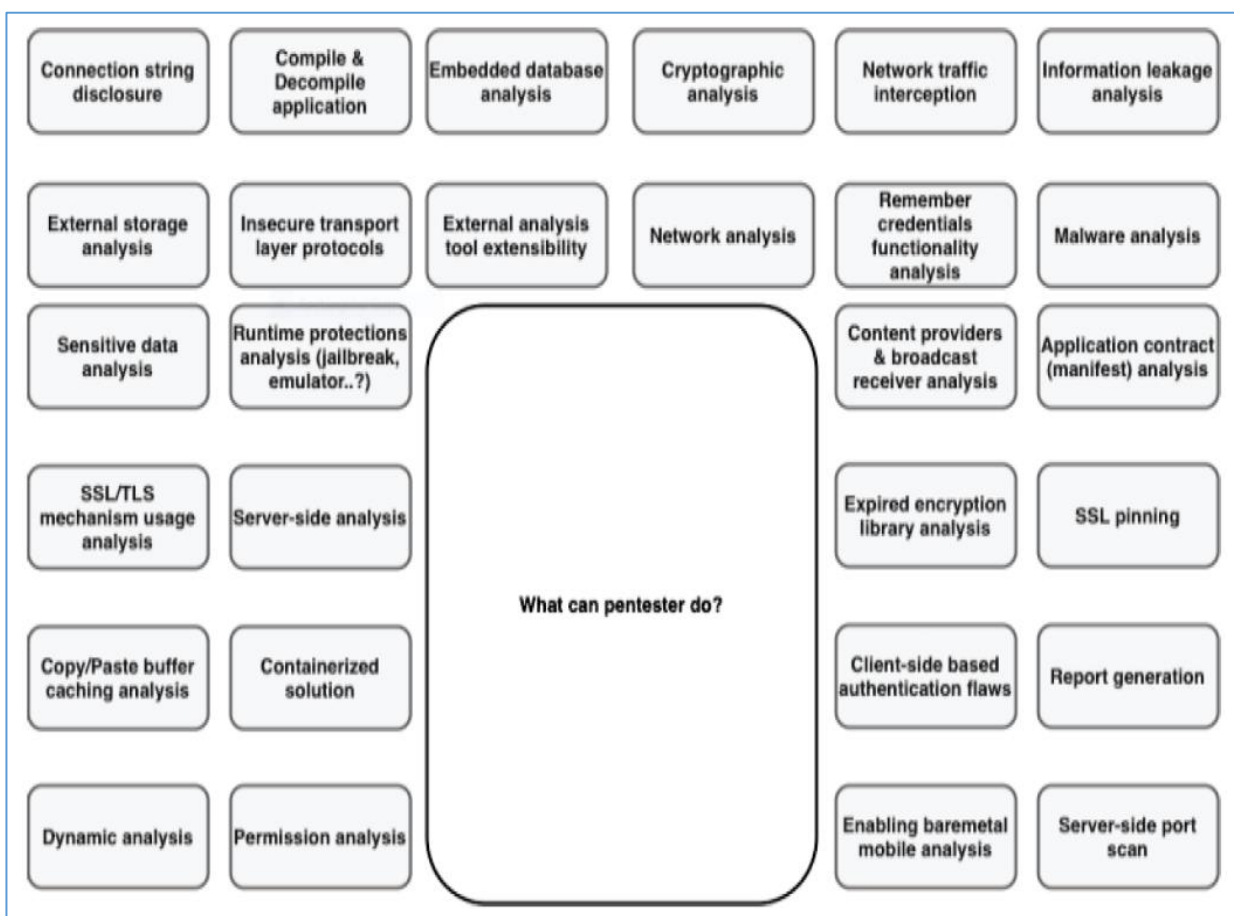 Connection string
disclosure
Compile &
Decompile
application
Embedded database
analysis
Cryptographic
analysis
Network traffic
interception
Information leakage
analysis
External storage
analysis
Insecure transport
layer protocols
External analysis
tool extensibility
Network analysis
Remember
credentials
functionality
analysis
Malware analysis
Sensitive data
analysis
Runtime protections
analysis (jailbreak,
emulator..?)
Content providers
& broadcast
receiver analysis
Application contract
(manifest) analysis
SSL/TLS
mechanism usage
analysis
Server-side analysis
Expired encryption
library analysis
SSL pinning
What can pentester do?
Copy/Paste buffer
caching analysis
Containerized
solution
Client-side based
authentication flaws
Report generation
Dynamic analysis
Permission analysis
Enabling baremetal
mobile analysis
Server-side port
scan